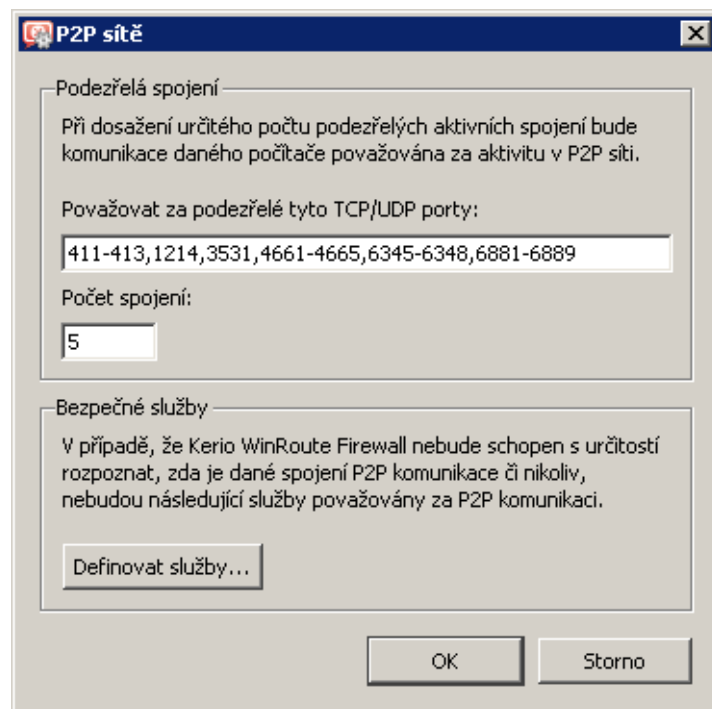 P2P sítě
Podezřelá spojení
Při dosažení určitého počtu podezřelých aktivních spojení bude
komunikace daného počítače považována za aktivitu v P2P síti.
Považovat za podezřelé tyto TCP/UDP porty:
411-413,1214,3531,4661-4665,6345-6348,6881-6889
Počet spojení:
5
Bezpečné služby
V případě, že Kerio WinRoute Firewall nebude schopen s určitostí
rozpoznat, zda je dané spojení P2P komunikace či nikoliv,
nebudou následující služby považovány za P2P komunikaci.
Definovat služby...
OK
Storno